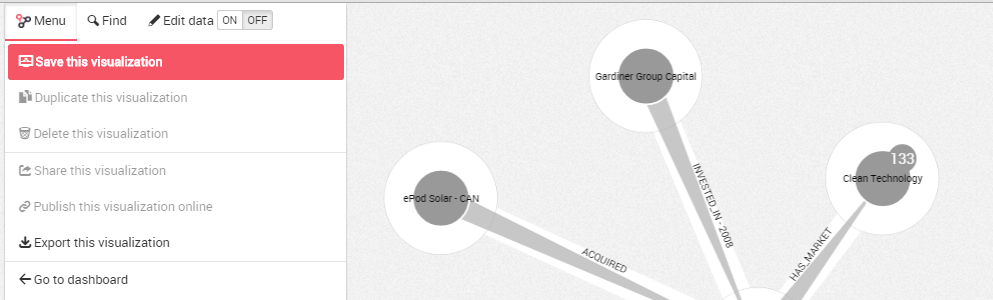 Menu Find Edit data ON OFF
Save this visualization
Duplicate this visualization
Delete this visualization
Share this visualization
Publish this visualization online
Export this visualization
Go to dashboard
Gardiner Group Capital
133
Clean Technology
ePod Solar - CAN
INVESTED_IN - 2008
HAS_MARKET
ACQUIRED